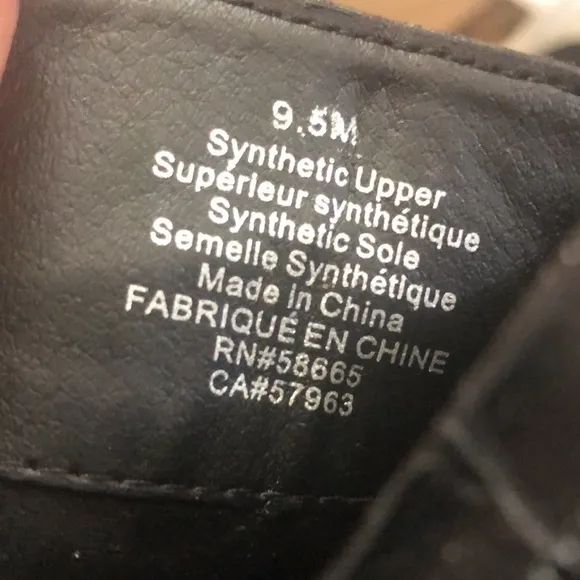 9.5M
Synthetic Upper
Supérieur synthétique
Synthetic Sole
Semelle Synthétique
Made in China
FABRIQUÉ EN CHINE
RN#58665
CA#57963